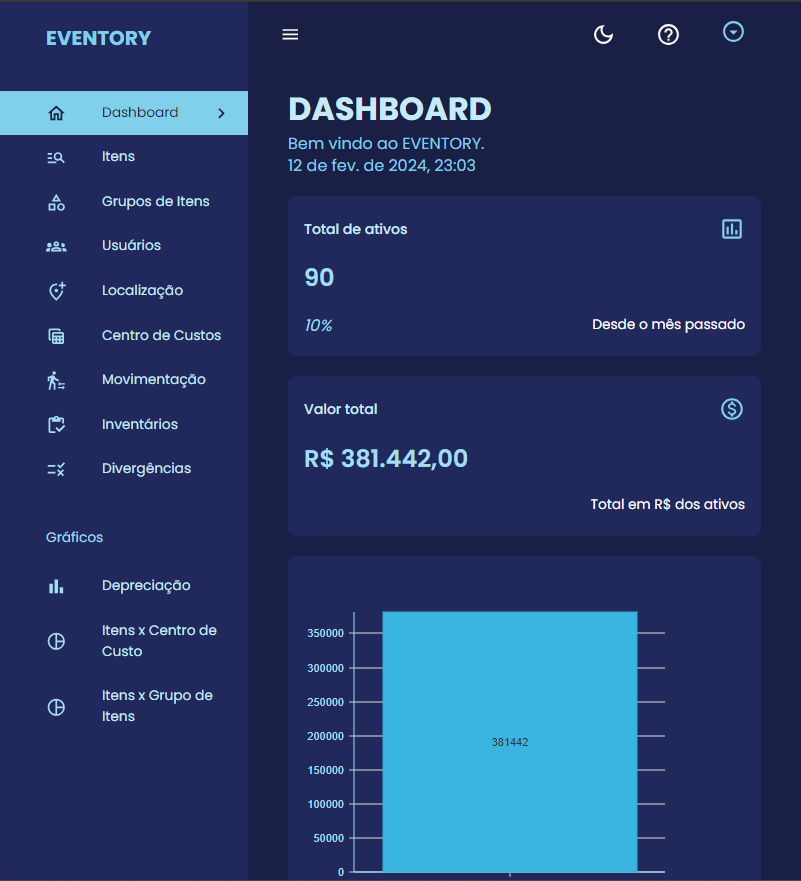 EVENTORY
Dashboard
Itens
Grupos de Itens
Usuários
Localização
Centro de Custos
Movimentação
Inventários
Divergências
Gráficos
Depreciação
Itens x Centro de
Custo
Itens x Grupo de
Itens
DASHBOARD
Bem vindo ao EVENTORY.
12 de fev. de 2024, 23:03
Total de ativos
90
10%
Desde o mês passado
Valor total
R$ 381.442,00
Total em R$ dos ativos
350000
300000
250000
200000
150000
100000
50000
0
381442